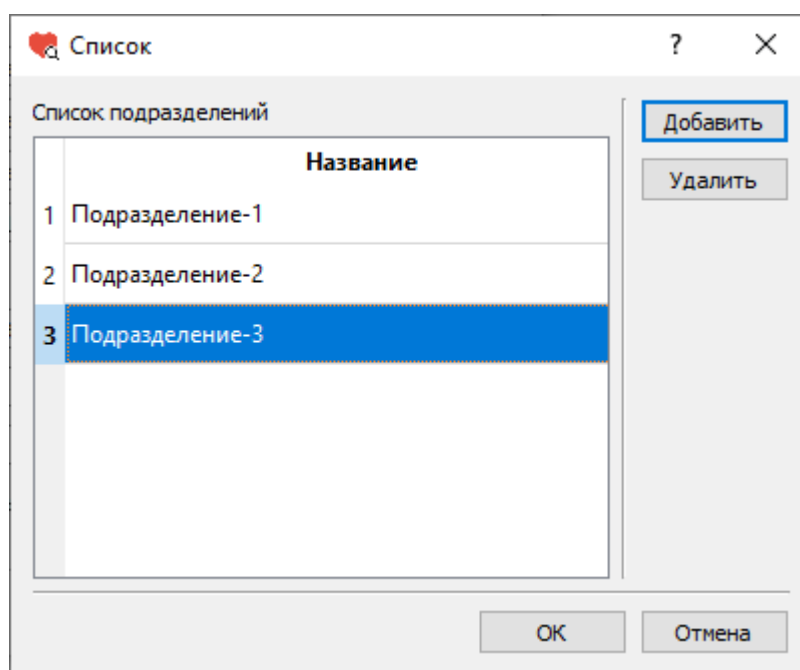 Список
?
Список подразделений
Название
1 Подразделение-1
2 Подразделение-2
3 Подразделение-3
Добавить
Удалить
OK
Отмена